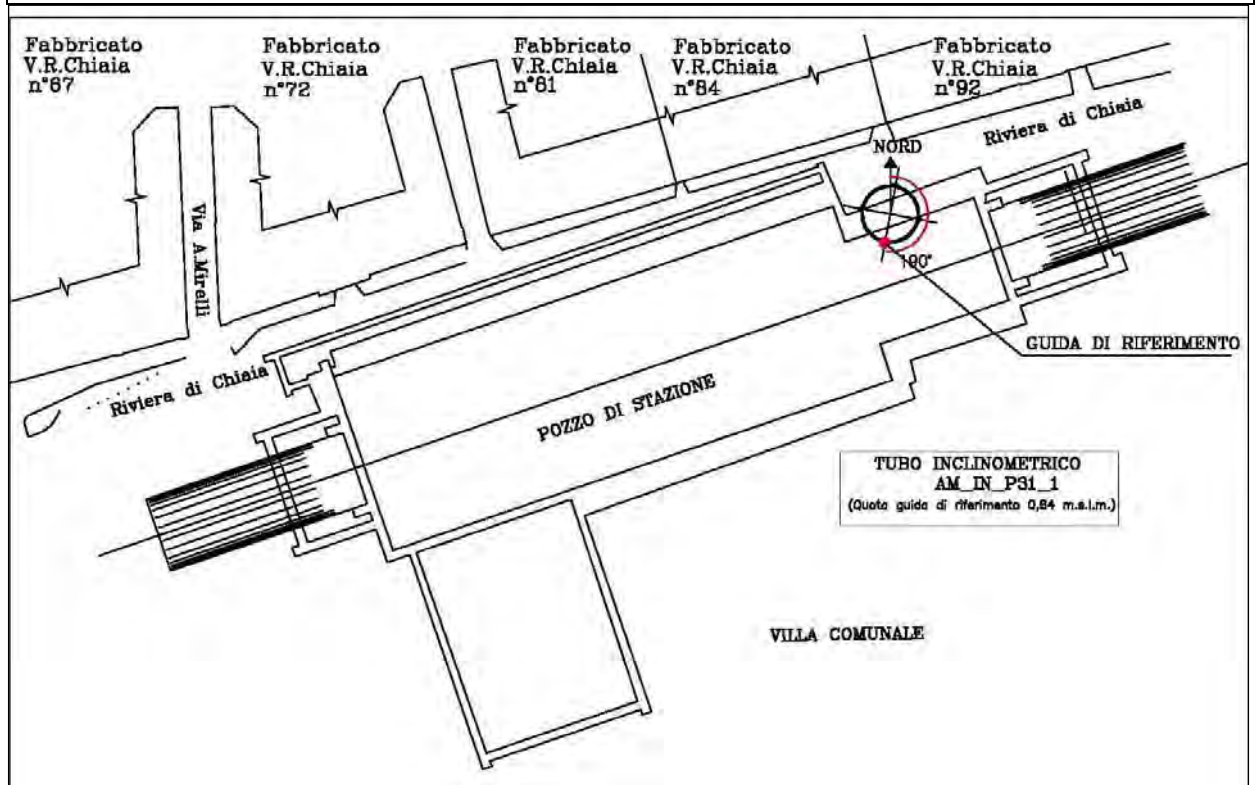 Fabbricato
V.R.Chiaia
n°67
Fabbricato
V.R.Chiaia
n°72
Fabbricato
V.R.Chiaia
n°81
Fabbricato
V.R.Chiaia
n°84
Fabbricato
V.R.Chiaia
n°92
Riviera di Chiaia
NORD
Via A.Mirelli
190°
GUIDA DI RIFERIMENTO
Riviera di Chiaia
POZZO DI STAZIONE
TUBO INCLINOMETRICO
AM_IN_P31_1
(Quota guida di riferimento 0,84 m.s.l.m.)
VILLA COMUNALE